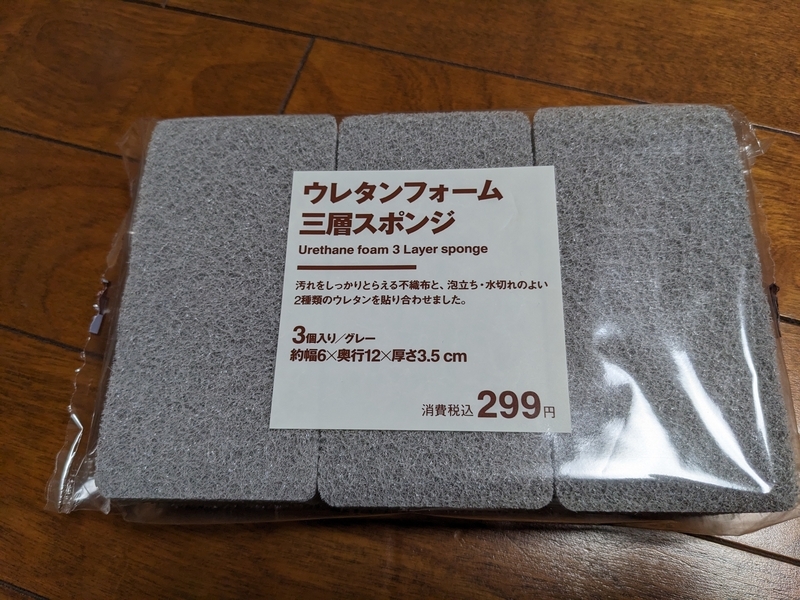 ウレタンフォーム
三層スポンジ
Urethane foam 3 Layer sponge
汚れをしっかりとらえる不織布と、泡立ち・水切れのよい
2種類のウレタンを貼り合わせました。
3個入り/グレー
約幅6×奥行12×厚さ3.5 cm
消費税込 299円